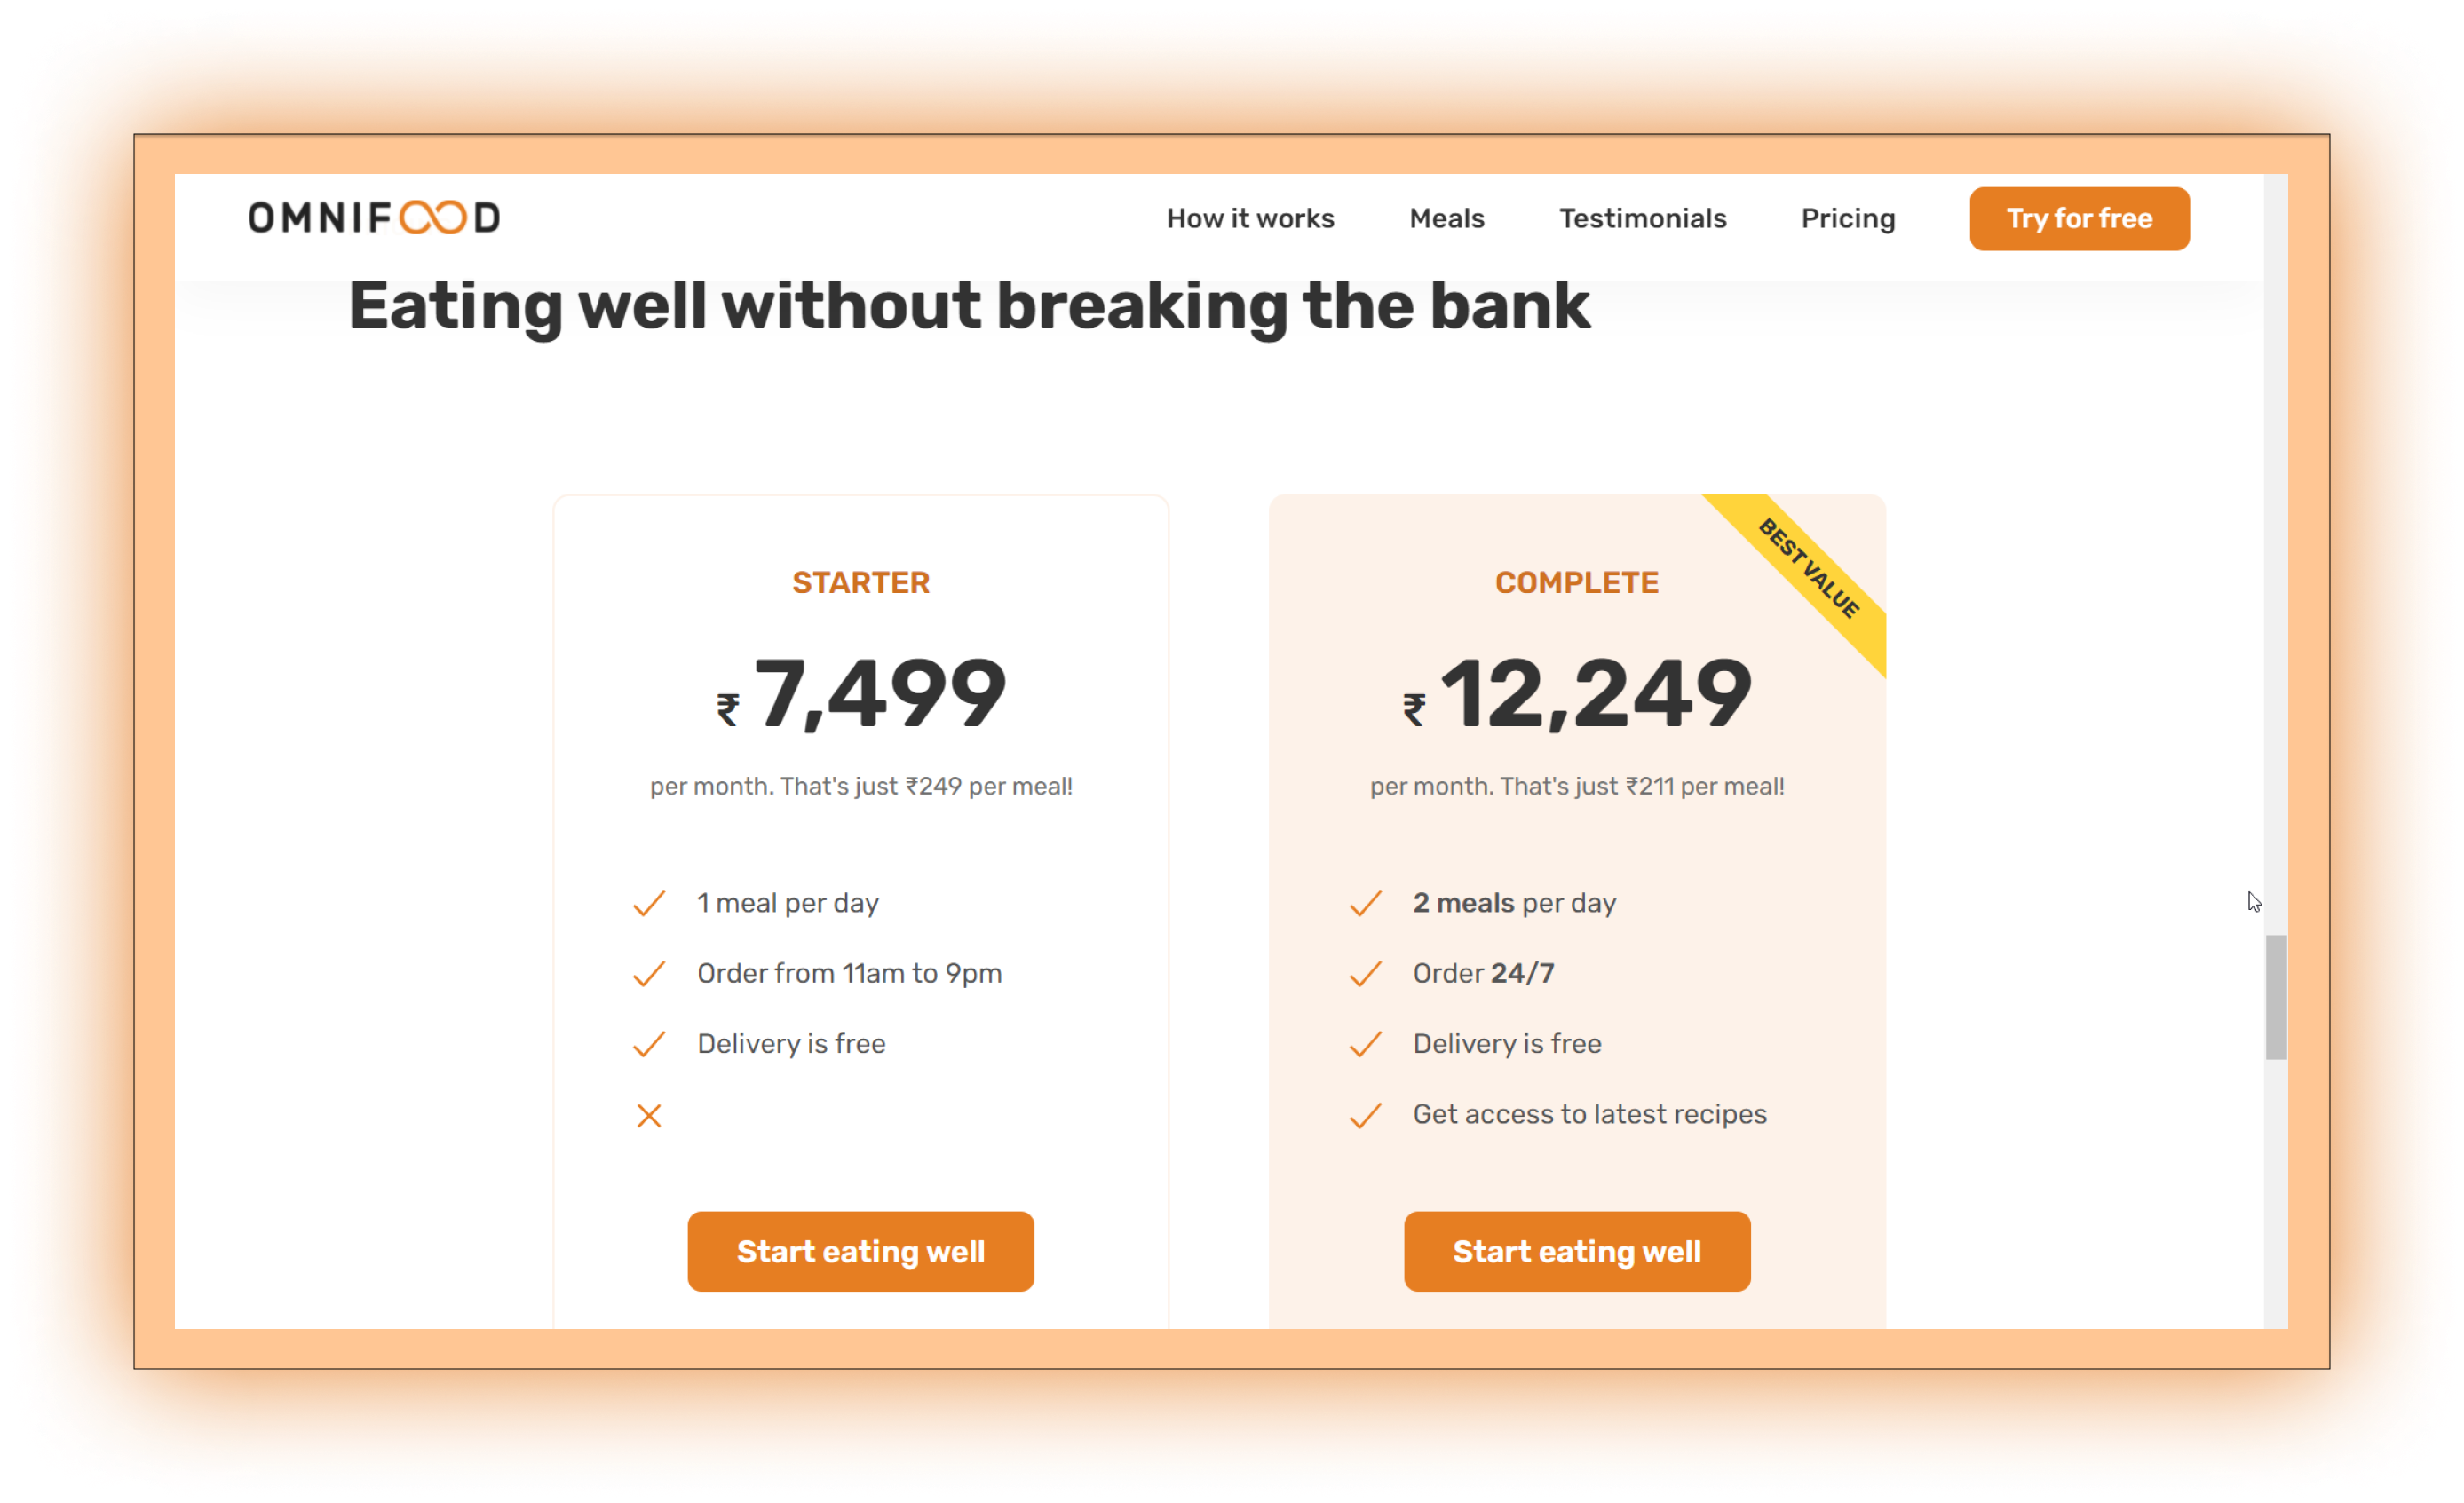 OMNIFOOD How it works Meals Testimonials Pricing Try for free
Eating well without breaking the bank
STARTER
₹ 7,499
per month. That's just ₹249 per meal!
1 meal per day
Order from 11am to 9pm
Delivery is free
Start eating well
BEST VALUE
COMPLETE
₹ 12,249
per month. That's just ₹211 per meal!
2 meals per day
Order 24/7
Delivery is free
Get access to latest recipes
Start eating well